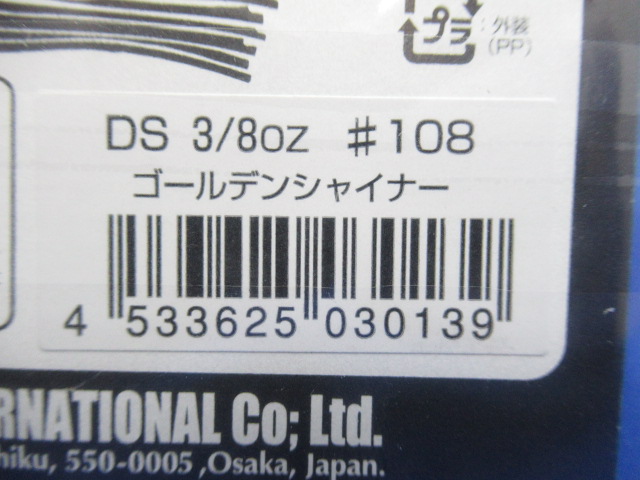 プラ :外装
(PP)
DS 3/8OZ #108
ゴールデンシャイナー
4 533625 030139
RNATIONAL Co; Ltd.
hiku, 550-0005 ,Osaka, Japan.